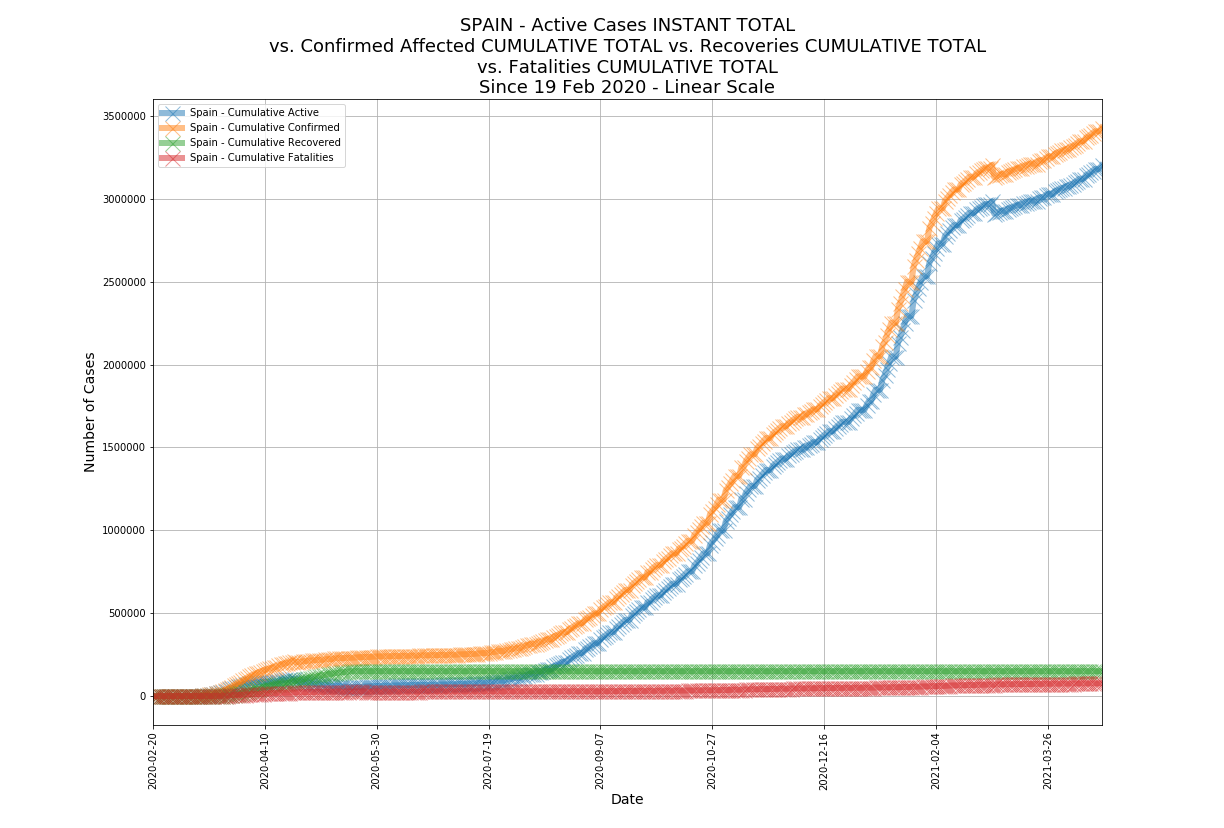 SPAIN - Active Cases INSTANT TOTAL
vs. Confirmed Affected CUMULATIVE TOTAL vs. Recoveries CUMULATIVE TOTAL
vs. Fatalities CUMULATIVE TOTAL
Since 19 Feb 2020 - Linear Scale
Spain - Cumulative Active
Spain - Cumulative Confirmed
Spain - Cumulative Recovered
Spain - Cumulative Fatalities
Number of Cases
3500000
3000000
2500000
2000000
1500000
1000000
500000
0
2020-02-20
2020-04-10
2020-05-30
2020-07-19
2020-09-07
2020-10-27
2020-12-16
2021-02-04
2021-03-26
Date